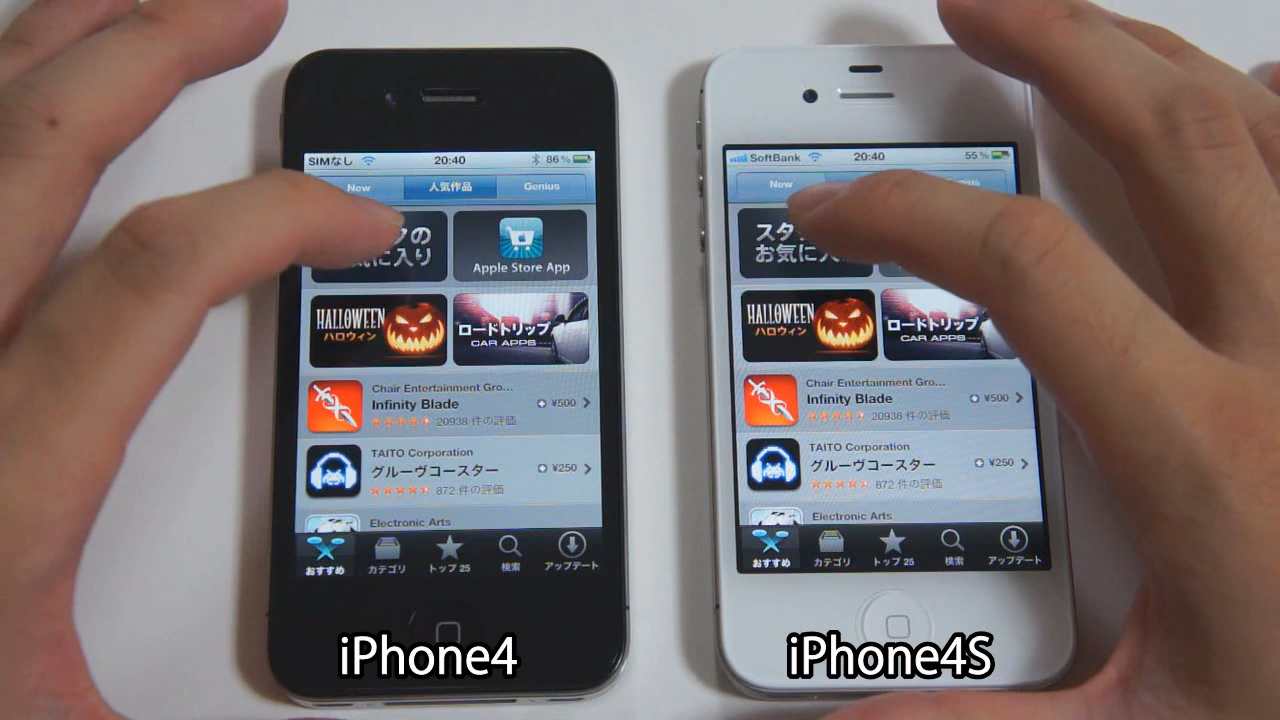 SIMなし 20:40 86%
New 人気作品 Genius
クの
気に入り
Apple Store App
HALLOWEEN
ハロウィン
ロードトリップ
CAR APPS
Chair Entertainment Gro...
Infinity Blade
¥500
20938 件の評価
TAITO Corporation
グルーヴコースター
¥250
872 件の評価
Electronic Arts
おすすめ カテゴリ トップ 25 検索 アップデート
iPhone4
SoftBank 20:40 55%
New
スタ
お気に入
HALLOWEEN
ハロウィン
ロードトリップ
CAR APPS
Chair Entertainment Gro...
Infinity Blade
¥500
20938 件の評価
TAITO Corporation
グルーヴコースター
¥250
872 件の評価
Electronic Arts
おすすめ カテゴリ トップ 25 検索 アップデート
iPhone4S